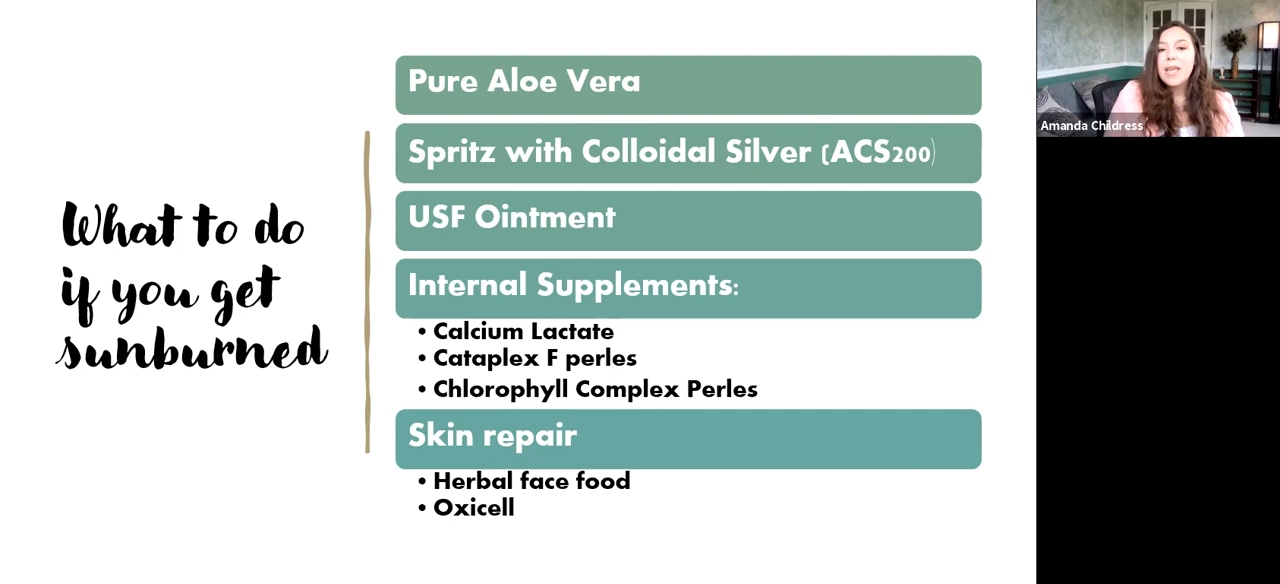 What to do
if you get
sunburned
Pure Aloe Vera
Spritz with Colloidal Silver (ACS200)
USF Ointment
Internal Supplements:
• Calcium Lactate
• Cataplex F perles
• Chlorophyll Complex Perles
Skin repair
• Herbal face food
• Oxicell
Amanda Childress